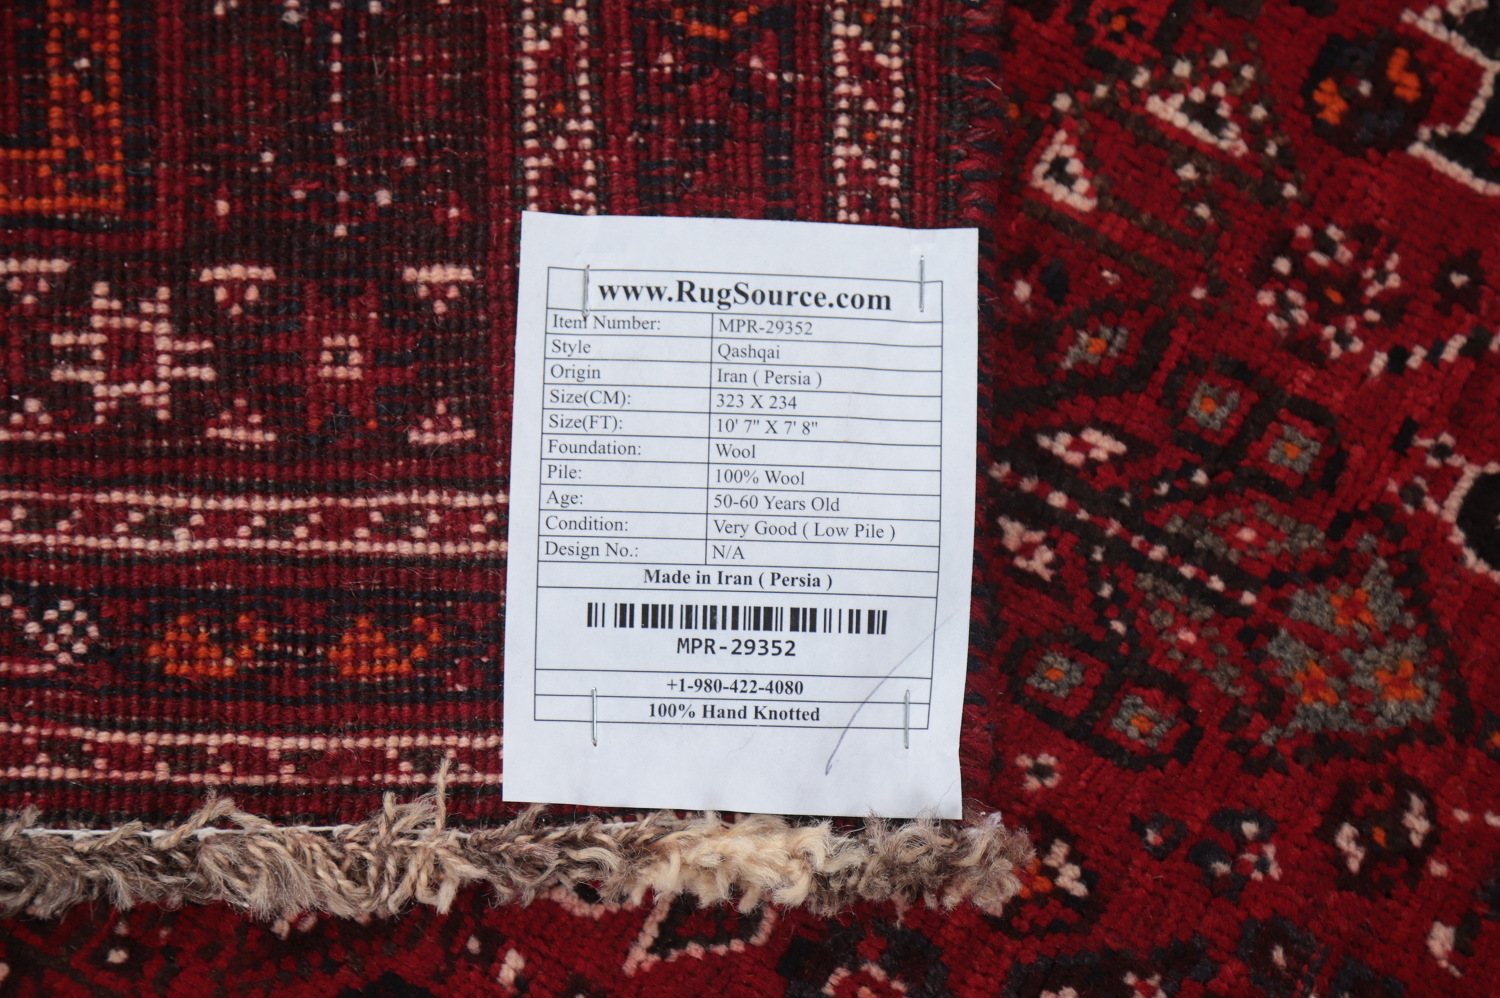 www.RugSource.com
Item Number: MPR-29352
Style Qashqai
Origin Iran ( Persia )
Size(CM): 323 X 234
Size(FT): 10' 7" X 7' 8"
Foundation: Wool
Pile: 100% Wool
Age: 50-60 Years Old
Condition: Very Good ( Low Pile )
Design No.: N/A
Made in Iran ( Persia )
MPR-29352
+1-980-422-4080
100% Hand Knotted